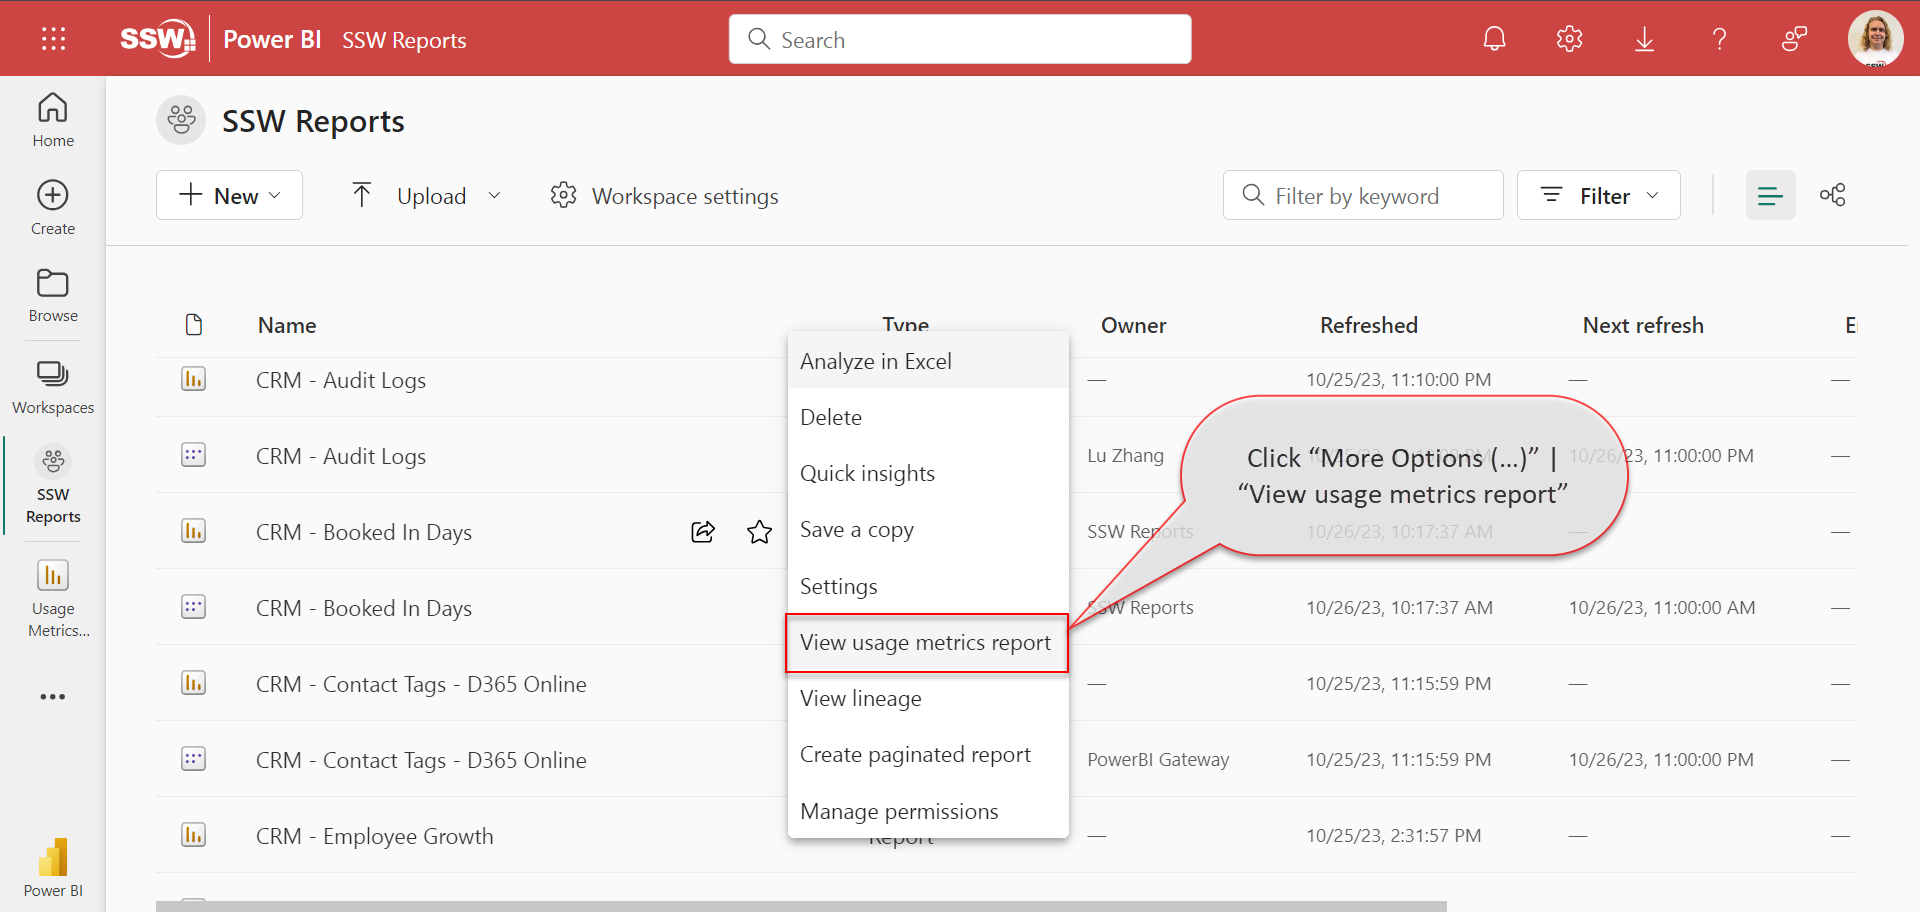 SSW Power BI SSW Reports Search
Home
Create
Browse
Workspaces
SSW
Reports
Usage
Metrics...
Power BI
SSW Reports
New Upload Workspace settings Filter by keyword Filter
Name Type Owner Refreshed Next refresh
CRM - Audit Logs — 10/25/23, 11:10:00 PM — —
CRM - Audit Logs Lu Zhang 11:00:00 PM —
CRM - Booked In Days SSW Reports 10/26/23, 10:17:37 AM — —
CRM - Booked In Days SSW Reports 10/26/23, 10:17:37 AM 10/26/23, 11:00:00 AM —
CRM - Contact Tags - D365 Online — 10/25/23, 11:15:59 PM — —
CRM - Contact Tags - D365 Online PowerBI Gateway 10/25/23, 11:15:59 PM 10/26/23, 11:00:00 PM —
CRM - Employee Growth Report — 10/25/23, 2:31:57 PM — —
Analyze in Excel
Delete
Quick insights
Save a copy
Settings
View usage metrics report
View lineage
Create paginated report
Manage permissions
Click “More Options (...)” |
“View usage metrics report”